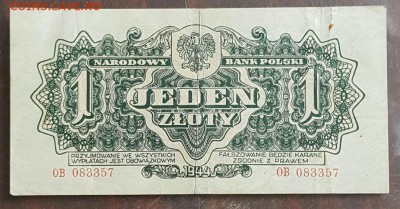 NARODOWY BANK POLSKI
1 JEDEN 1
ZŁOTY
PRZYJMOWANIE WE WSZYSTKICH
WYPŁATACH JEST OBOWIĄZKOWYM
FAŁSZOWANIE BĘDZIE KARANE
ZGODNIE Z PRAWEM
1944
OB 083357 OB 083357